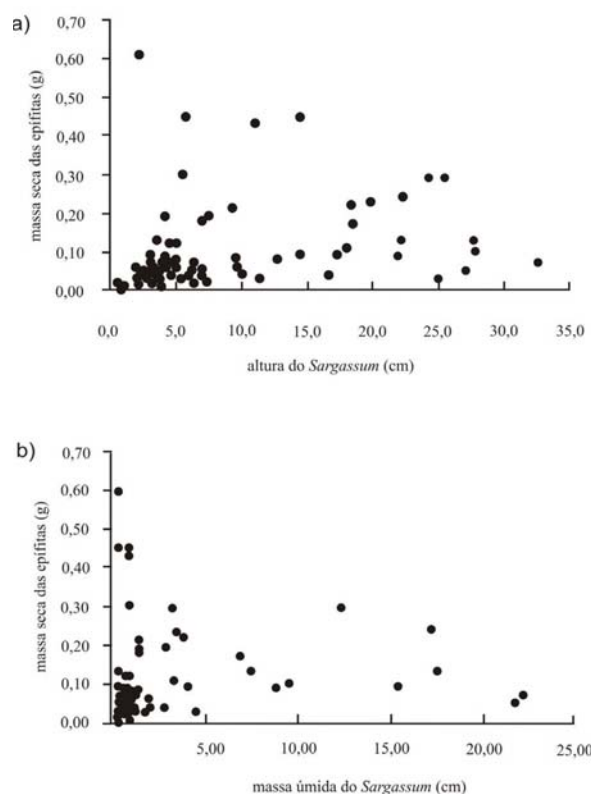 a)
massa seca das epífitas (g)
0,70
0,60
0,50
0,40
0,30
0,20
0,10
0,00
0,0 5,0 10,0 15,0 20,0 25,0 30,0 35,0
altura do Sargassum (cm)
b)
massa seca das epífitas (g)
0,70
0,60
0,50
0,40
0,30
0,20
0,10
0,00
5,00 10,00 15,00 20,00 25,00
massa úmida do Sargassum (cm)